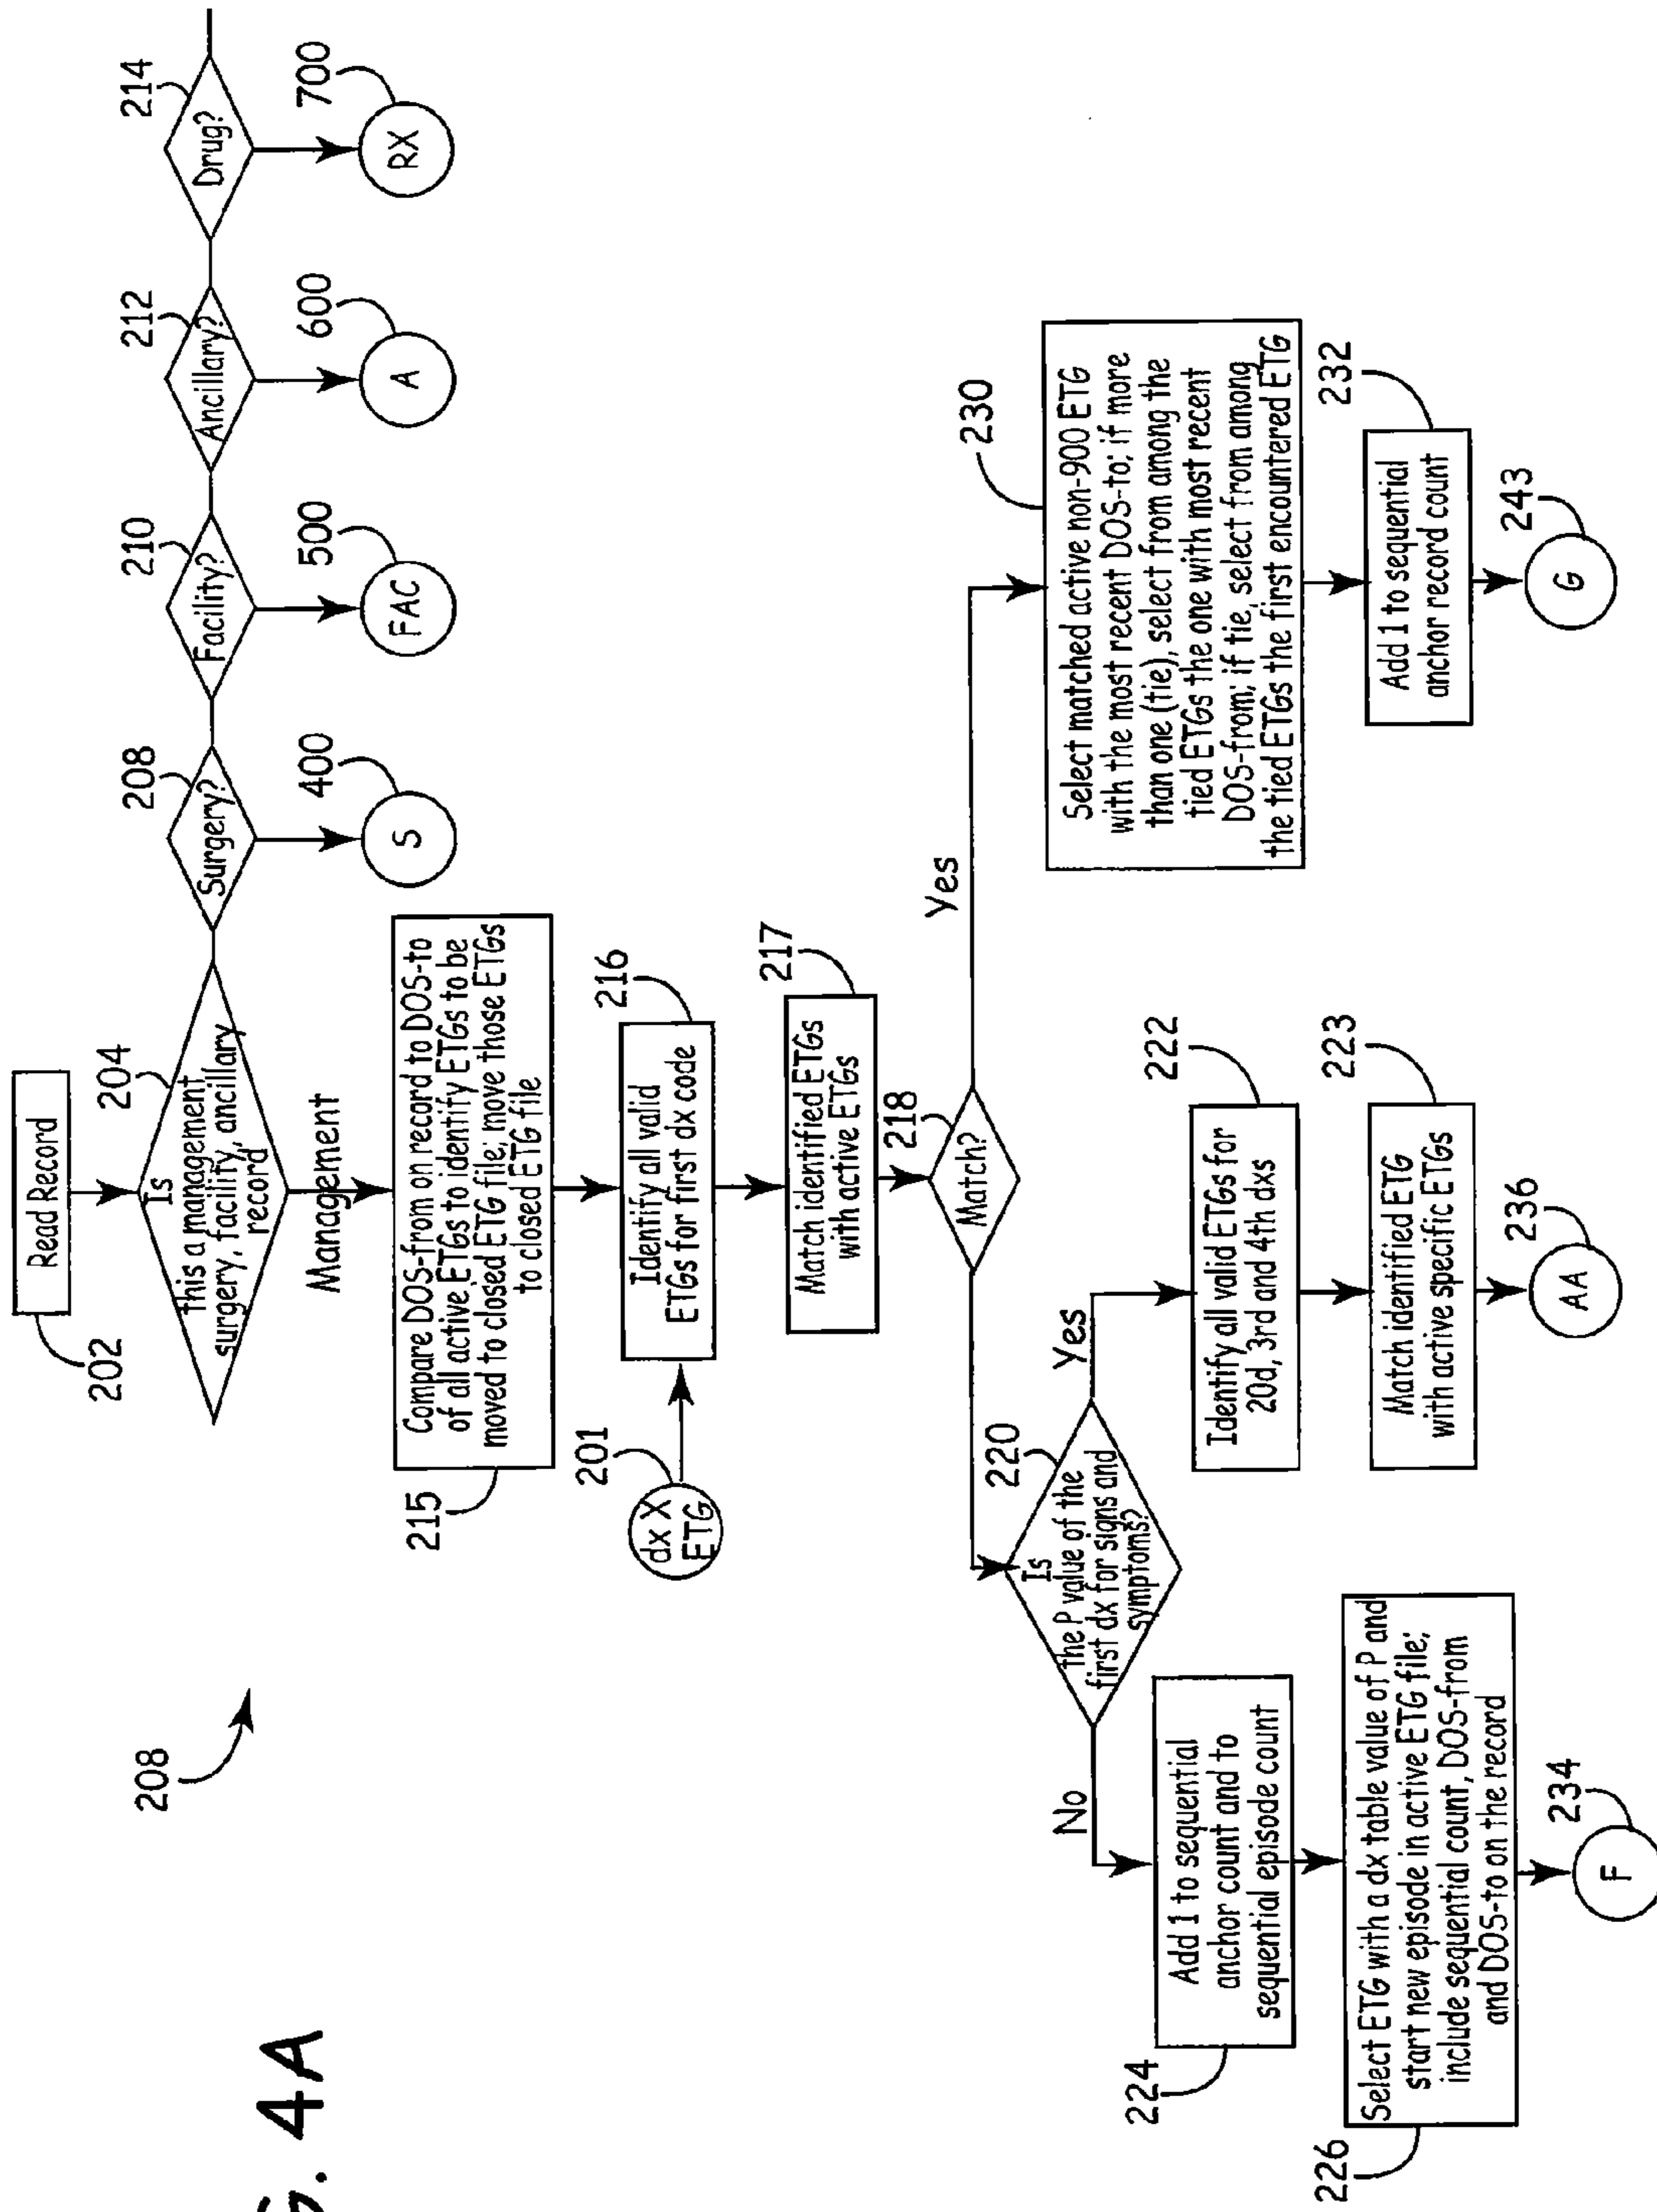 G. 4A
208
Read Record
202
204
Is
this a management
surgery, facility, ancillary
record,
Management
208
Surgery?
400
S
210
Facility?
500
FAC
212
Ancillary?
600
A
214
Drug?
700
RX
Compare DOS-from on record to DOS-to
of all active ETGs to identify ETGs to be
moved to closed ETG file; move those ETGs
to closed ETG file
215
201
dx X
ETG
216
Identify all valid
ETGs for first dx code
217
Match identified ETGs
with active ETGs
218
Match?
Yes
220
Is
the P value of the
first dx for signs and
symptoms?
Yes
No
222
Identify all valid ETGs for
20d, 3rd and 4th dxs
223
Match identified ETG
with active specific ETGs
236
AA
224
Add 1 to sequential
anchor count and to
sequential episode count
226
Select ETG with a dx table value of P and
start new episode in active ETG file;
include sequential count, DOS-from
and DOS-to on the record
234
F
230
Select matched active non-900 ETG
with the most recent DOS-to; if more
than one (tie), select from among the
tied ETGs the one with most recent
DOS-from; if tie, select from among
the tied ETGs the first encountered ETG
232
Add 1 to sequential
anchor record count
243
G